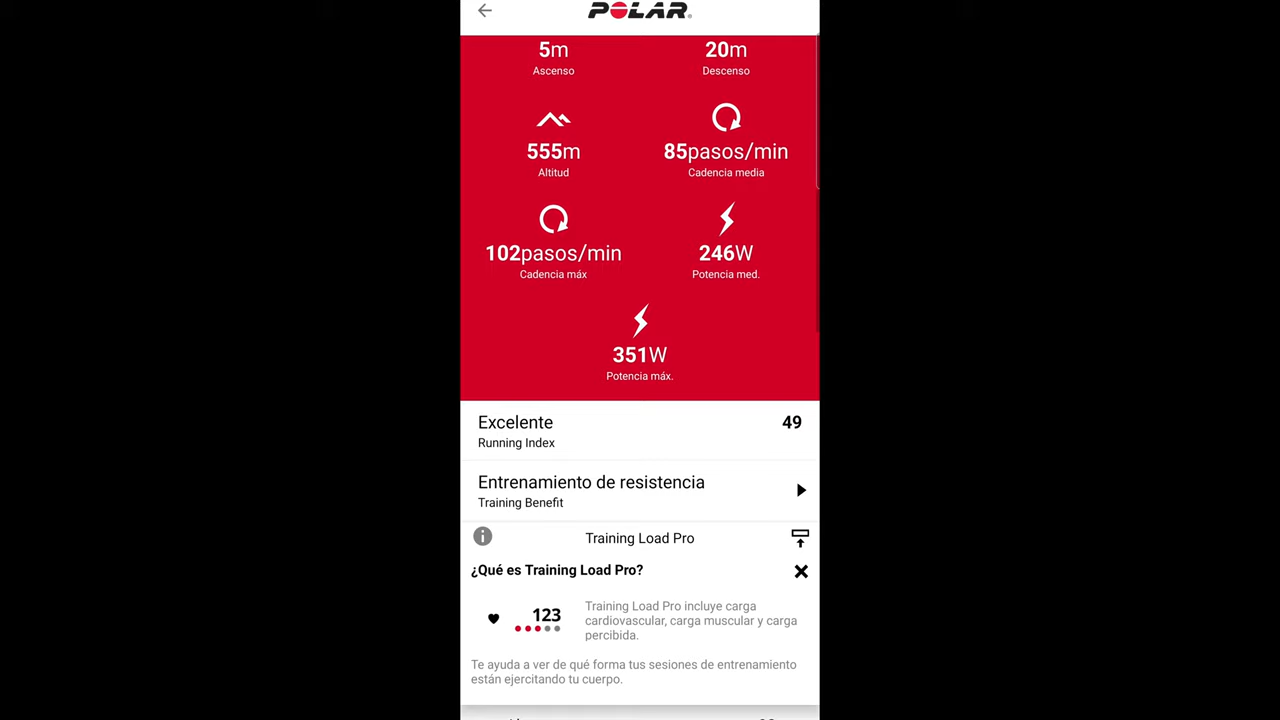 POLAR
5m
20m
Ascenso
Descenso
555m
85pasos/min
Altitud
Cadencia media
102pasos/min
246W
Cadencia máx
Potencia med.
351W
Potencia máx.
Excelente
49
Running Index
Entrenamiento de resistencia
Training Benefit
Training Load Pro
¿Qué es Training Load Pro?
123
Training Load Pro incluye carga
cardiovascular, carga muscular y carga
percibida.
Te ayuda a ver de qué forma tus sesiones de entrenamiento
están ejercitando tu cuerpo.